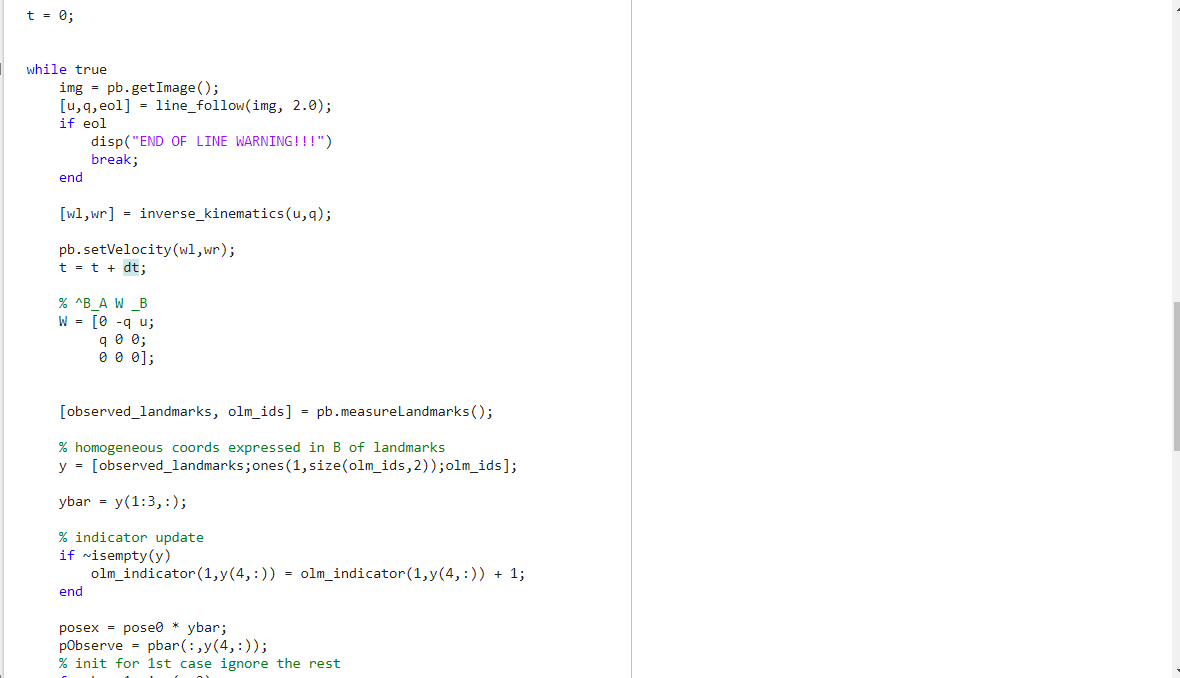 t = 0;
while true
img = pb.getImage();
[u,q,eol] = line_follow(img, 2.0);
if eol
disp("END OF LINE WARNING!!!")
break;
end
[wl,wr] = inverse_kinematics(u,q);
pb.setVelocity(wl,wr);
t = t + dt;
% ^B_A W _B
W = [0 -q u;
q 0 0;
0 0 0];
[observed_landmarks, olm_ids] = pb.measureLandmarks();
% homogeneous coords expressed in B of landmarks
y = [observed_landmarks;ones(1,size(olm_ids,2));olm_ids];
ybar = y(1:3,:);
% indicator update
if ~isempty(y)
olm_indicator(1,y(4,:)) = olm_indicator(1,y(4,:)) + 1;
end
posex = pose0 * ybar;
pObserve = pbar(:,y(4,:));
% init for 1st case ignore the rest